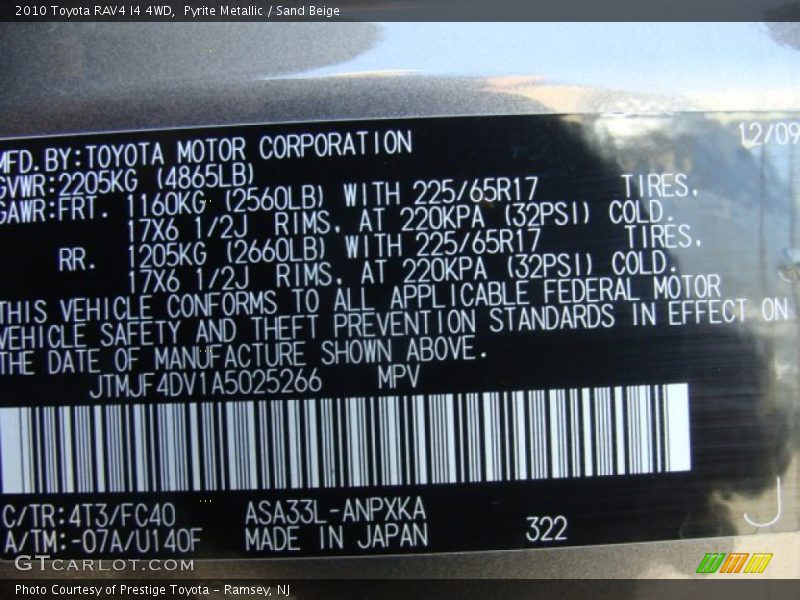 2010 Toyota RAV4 I4 4WD,  Pyrite Metallic / Sand Beige
12/09
MFD.BY:TOYOTA MOTOR CORPORATION
GVWR:2205KG (4865LB)
GAWR:FRT. 1160KG (2560LB) WITH 225/65R17 TIRES,
17X6 1/2J RIMS, AT 220KPA (32PSI) COLD.
RR. 1205KG (2660LB) WITH 225/65R17 TIRES,
17X6 1/2J RIMS, AT 220KPA (32PSI) COLD.
THIS VEHICLE CONFORMS TO ALL APPLICABLE FEDERAL MOTOR
VEHICLE SAFETY AND THEFT PREVENTION STANDARDS IN EFFECT ON
THE DATE OF MANUFACTURE SHOWN ABOVE.
JTMJF4DV1A5025266 MPV
C/TR:4T3/FC40 ASA33L-ANPXKA
A/TM:-07A/U140F MADE IN JAPAN 322 J
GTCARLOT.COM
Photo Courtesy of Prestige Toyota - Ramsey, NJ